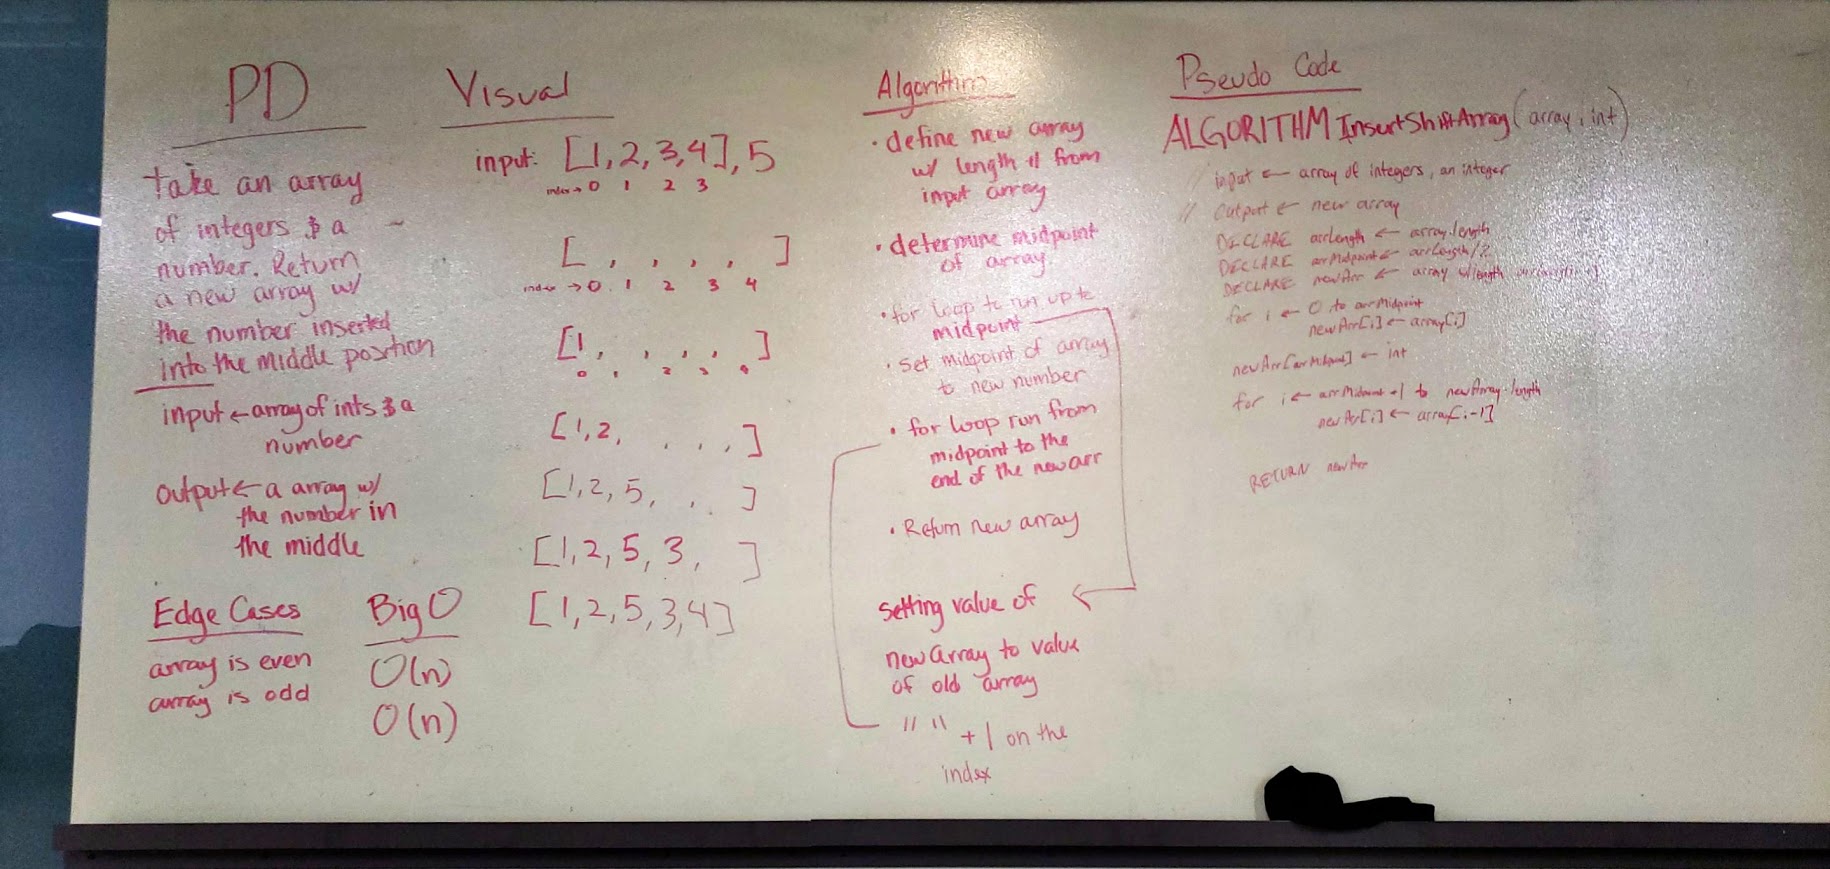 PD
take an array
of integers & a
number. Return
a new array w/
the number inserted
into the middle position
input ← array of ints & a
number
output ← a array w/
the number in
the middle
Edge Cases
array is even
array is odd
Big O
O(n)
O(n)
Visual
input: [1, 2, 3, 4], 5
index → 0 1 2 3
[ , , , , ]
index → 0 1 2 3 4
[1, , , , ]
0 1 2 3 4
[1, 2, , , , ]
[1, 2, 5, , . ]
[1, 2, 5, 3, ]
[1, 2, 5, 3, 4]
Algorithm
• define new array
w/ length +1 from
input array
• determine midpoint
of array
• for loop to run up to
midpoint
• set midpoint of array
to new number
• for loop run from
midpoint to the
end of the new arr
• Return new array
setting value of
new array to value
of old array
" " +1 on the
index
Pseudo Code
ALGORITHM InsertShiftArray (array, int)
// input ← array of integers, an integer
// output ← new array
DECLARE arrLength ← array.length
DECLARE arrMidpoint ← arrLength/2
DECLARE newArr ← array w/length
for i ← 0 to arrMidpoint
newArr[i] ← array[i]
newArr[arrMidpoint] ← int
for i ← arrMidpoint +1 to newArray.length
newArr[i] ← array[i-1]
RETURN newArr